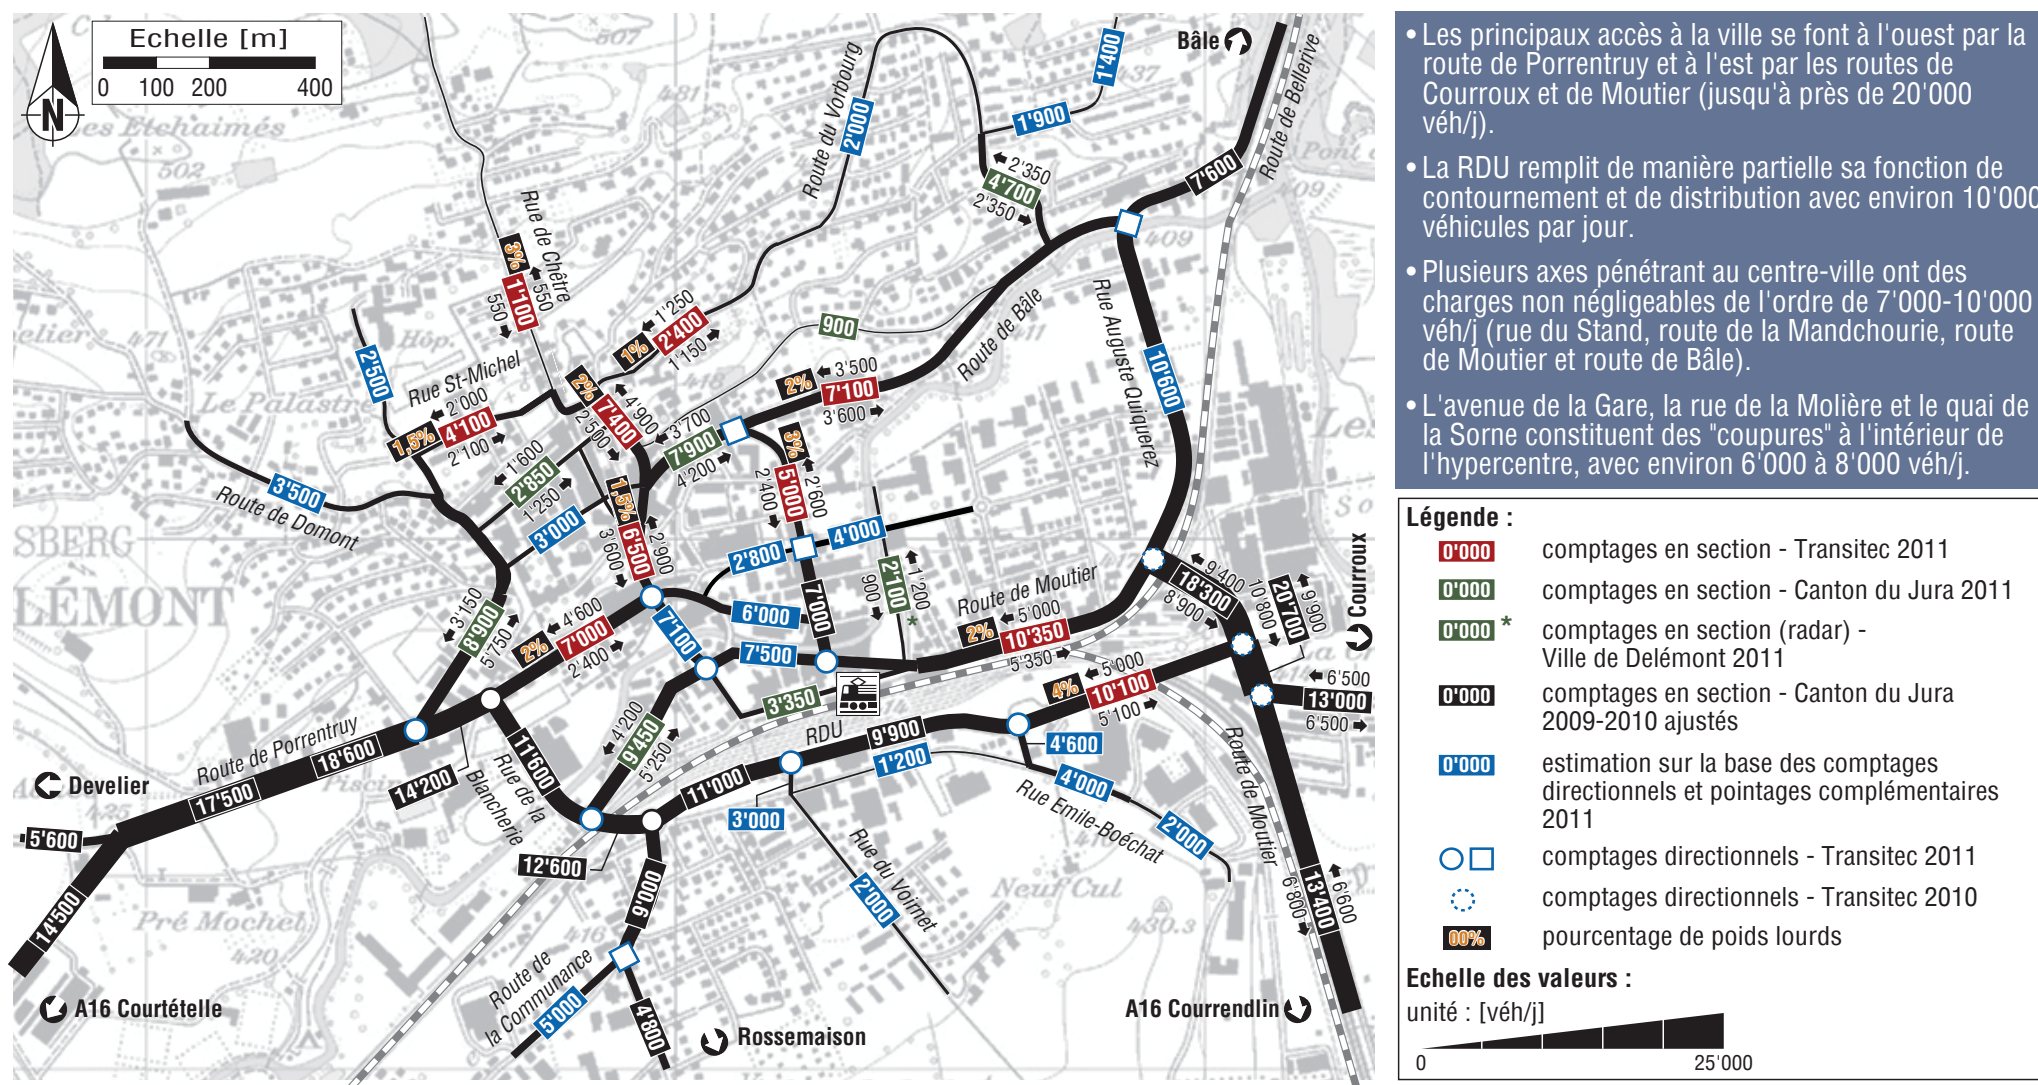 Echelle [m]
0 100 200 400
N
es Etchaimés
502
507
481
437
Bâle
1'400
Route du Vorbourg
2'000
1'900
Route de Bellerive
7'600
2'350
4'700
2'350
409
Rue de Chêtre
3%
1'100
550
550
1'250
2'400
1%
1'150
900
Route de Bâle
Rue Auguste Quiquerez
10'600
2'500
Rue St-Michel
2'000
4'100
1,5%
2'100
2%
7'400
4'900
2'500
3'500
2%
7'100
3'600
3'700
7'900
4'200
3%
5'000
2'400
2'600
1'600
2'850
1'250
3'500
Route de Domont
3'000
1,5%
6'500
3'600
2'900
2'800
4'000
2'100 *
900
1'200
SBERG
LEMONT
3'150
8'900
5'750
4'600
7'000
2%
2'400
7'100
6'000
7'000
7'500
Route de Moutier
5'000
2%
10'350
5'350
9'400
18'300
8'900
10'800
20'700
9'900
Courroux
3'350
5'000
4%
10'100
5'100
6'500
13'000
6'500
Route de Porrentruy
18'600
17'500
14'200
Develier
5'600
14'500
11'600
Rue de la
Blancherie
4'200
9'450
5'250
RDU
9'900
11'000
1'200
4'600
3'000
4'000
Rue Emile-Boéchat
2'000
Route de Moutier
12'600
9'000
Rue du Voirnet
2'000
Pré Mochel
420
416
Neuf Cul
430.3
6'800
13'400
6'600
Route de
la Communance
5'000
4'800
A16 Courtételle
Rossemaison
A16 Courrendlin
• Les principaux accès à la ville se font à l'ouest par la
route de Porrentruy et à l'est par les routes de
Courroux et de Moutier (jusqu'à près de 20'000
véh/j).
• La RDU remplit de manière partielle sa fonction de
contournement et de distribution avec environ 10'000
véhicules par jour.
• Plusieurs axes pénétrant au centre-ville ont des
charges non négligeables de l'ordre de 7'000-10'000
véh/j (rue du Stand, route de la Mandchourie, route
de Moutier et route de Bâle).
• L'avenue de la Gare, la rue de la Molière et le quai de
la Sorne constituent des "coupures" à l'intérieur de
l'hypercentre, avec environ 6'000 à 8'000 véh/j.
Légende :
0'000 comptages en section - Transitec 2011
0'000 comptages en section - Canton du Jura 2011
0'000 * comptages en section (radar) -
Ville de Delémont 2011
0'000 comptages en section - Canton du Jura
2009-2010 ajustés
0'000 estimation sur la base des comptages
directionnels et pointages complémentaires
2011
comptages directionnels - Transitec 2011
comptages directionnels - Transitec 2010
00% pourcentage de poids lourds
Echelle des valeurs :
unité : [véh/j]
0 25'000